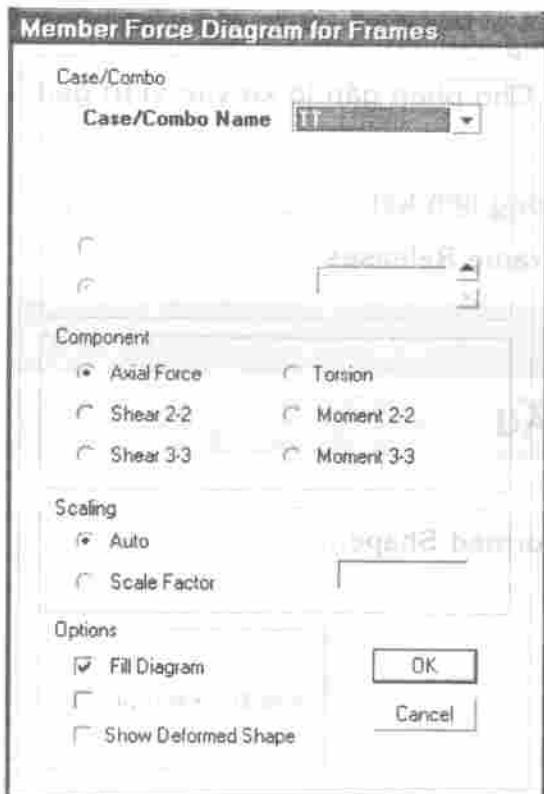 Member Force Diagram for Frames
Case/Combo
Case/Combo Name TT
Component
Axial Force Torsion
Shear 2-2 Moment 2-2
Shear 3-3 Moment 3-3
Scaling
Auto
Scale Factor
Options
Fill Diagram
OK
Cancel
Show Deformed Shape